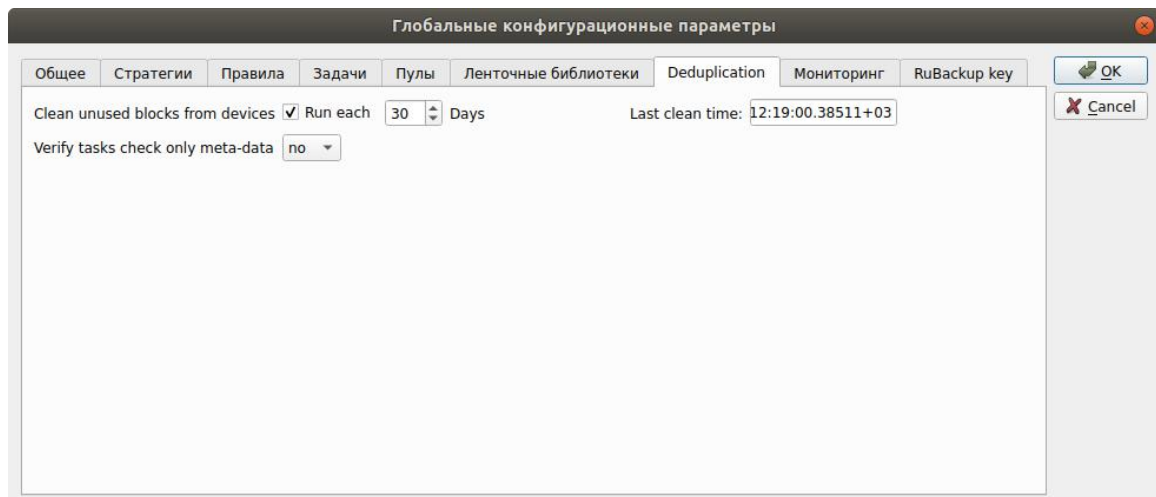 Глобальные конфигурационные параметры
Общее Стратегии Правила Задачи Пулы Ленточные библиотеки Deduplication Мониторинг RuBackup key OK
Clean unused blocks from devices Run each 30 Days Last clean time: 12:19:00.38511+03 Cancel
Verify tasks check only meta-data no